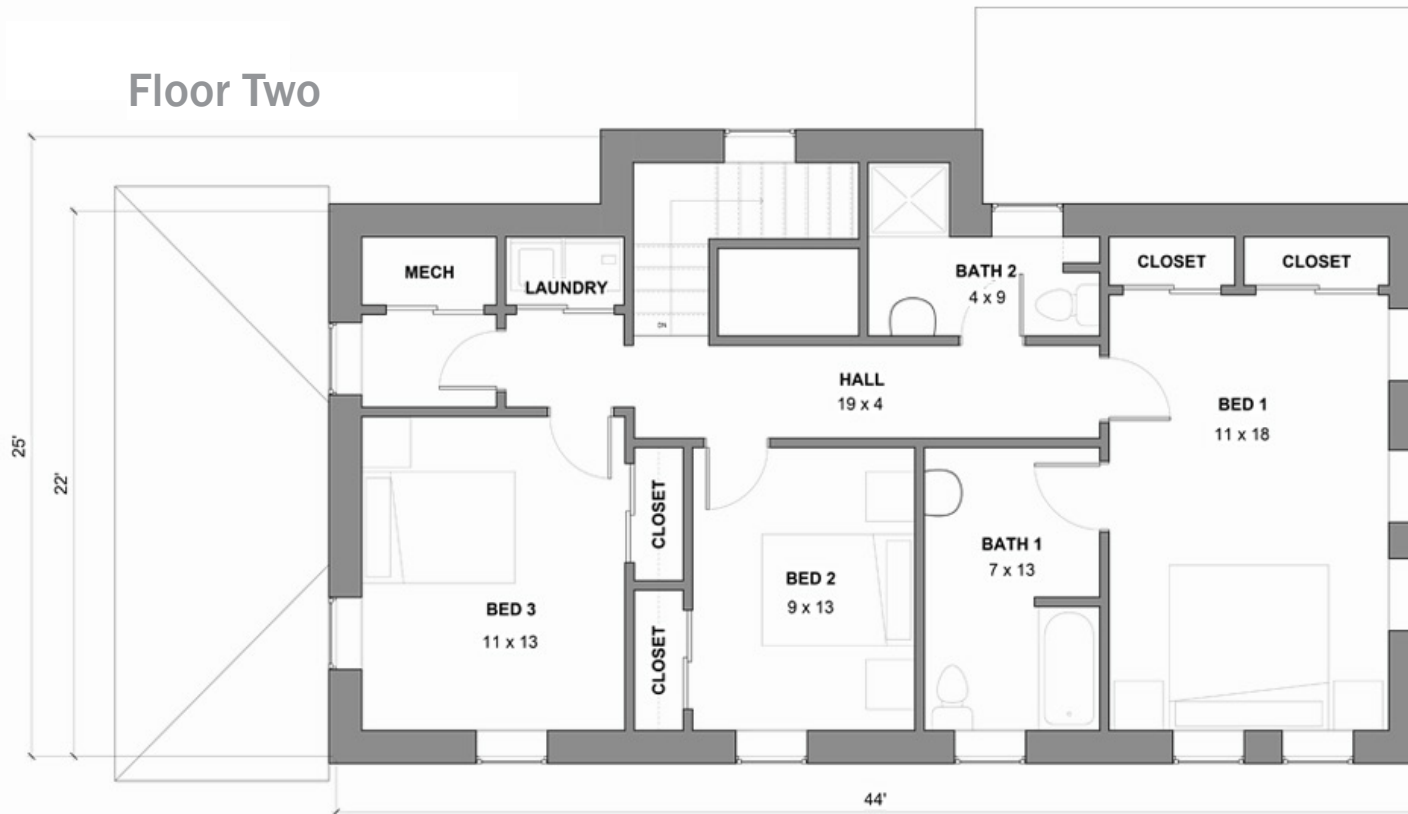 Floor Two
MECH
LAUNDRY
DN
BATH 2
4 x 9
CLOSET
CLOSET
HALL
19 x 4
BED 1
11 x 18
25'
22'
CLOSET
BATH 1
7 x 13
BED 2
9 x 13
BED 3
11 x 13
CLOSET
44'